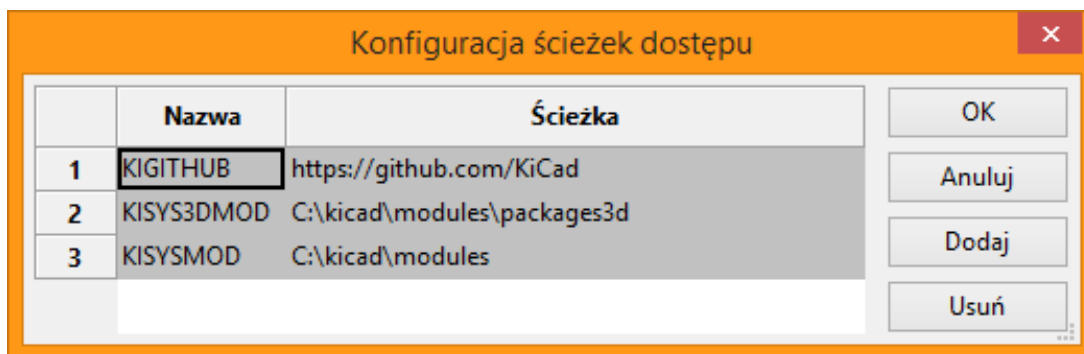 Konfiguracja ścieżek dostępu
Nazwa Ścieżka
OK
1 KIGITHUB https://github.com/KiCad
Anuluj
2 KISYS3DMOD C:\kicad\modules\packages3d
Dodaj
3 KISYSMOD C:\kicad\modules
Usuń